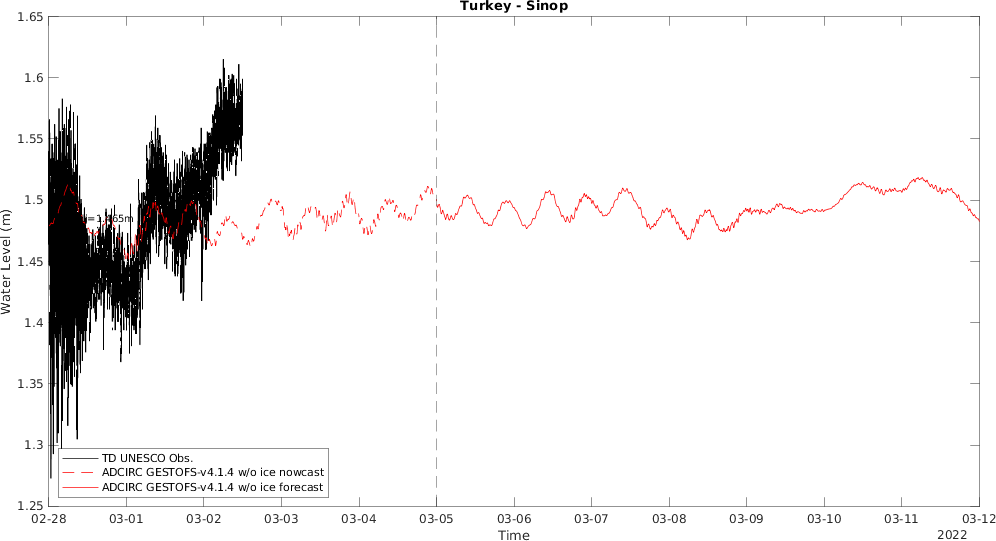 Turkey - Sinop
1.65
1.6
1.55
1.5
1.45
1.4
1.35
1.3
1.25
Water Level (m)
TD UNESCO Obs.
ADCIRC GESTOFS-v4.1.4 w/o ice nowcast
ADCIRC GESTOFS-v4.1.4 w/o ice forecast
02-28 03-01 03-02 03-03 03-04 03-05 03-06 03-07 03-08 03-09 03-10 03-11 03-12
Time
2022